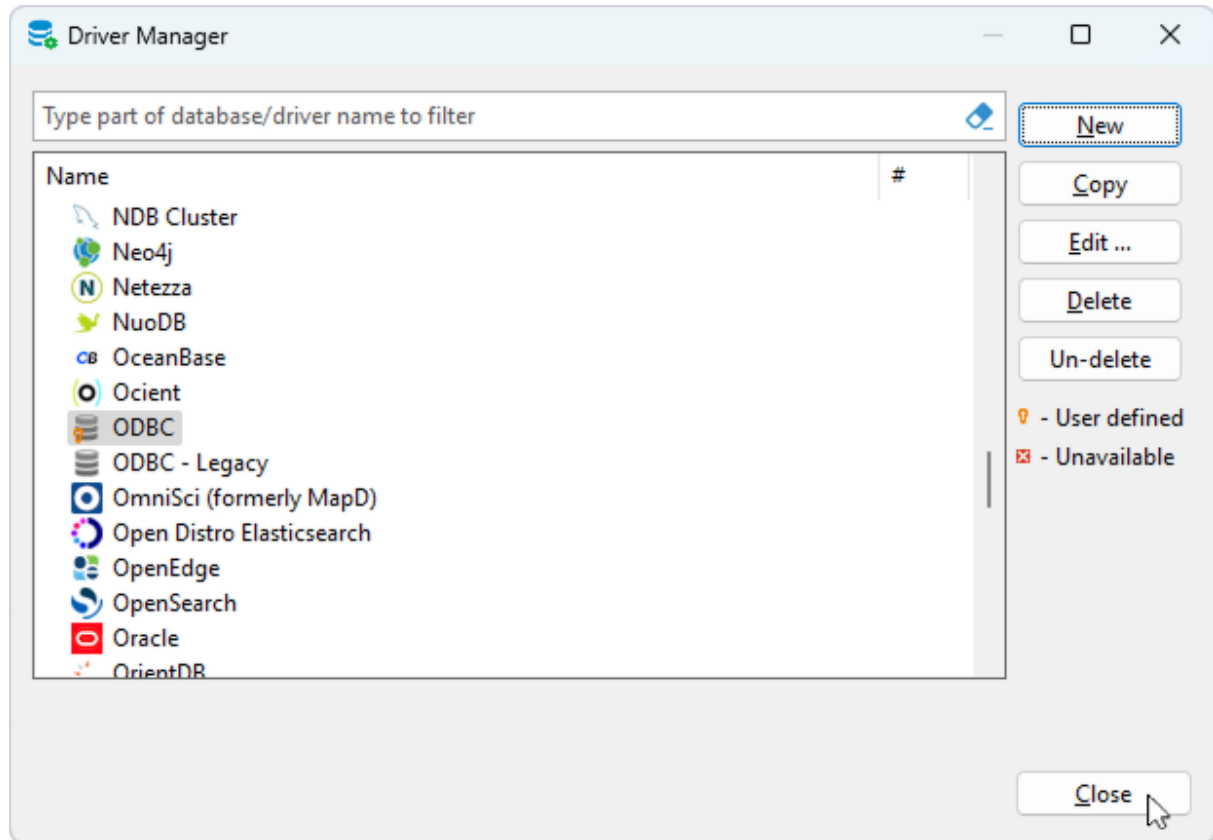 Driver Manager
Type part of database/driver name to filter
New
Name #
Copy
NDB Cluster
Neo4j
Edit ...
N Netezza
Delete
NuoDB
CB OceanBase
Un-delete
Ocient
ODBC
- User defined
ODBC - Legacy
- Unavailable
OmniSci (formerly MapD)
Open Distro Elasticsearch
OpenEdge
OpenSearch
Oracle
OrientDB
Close